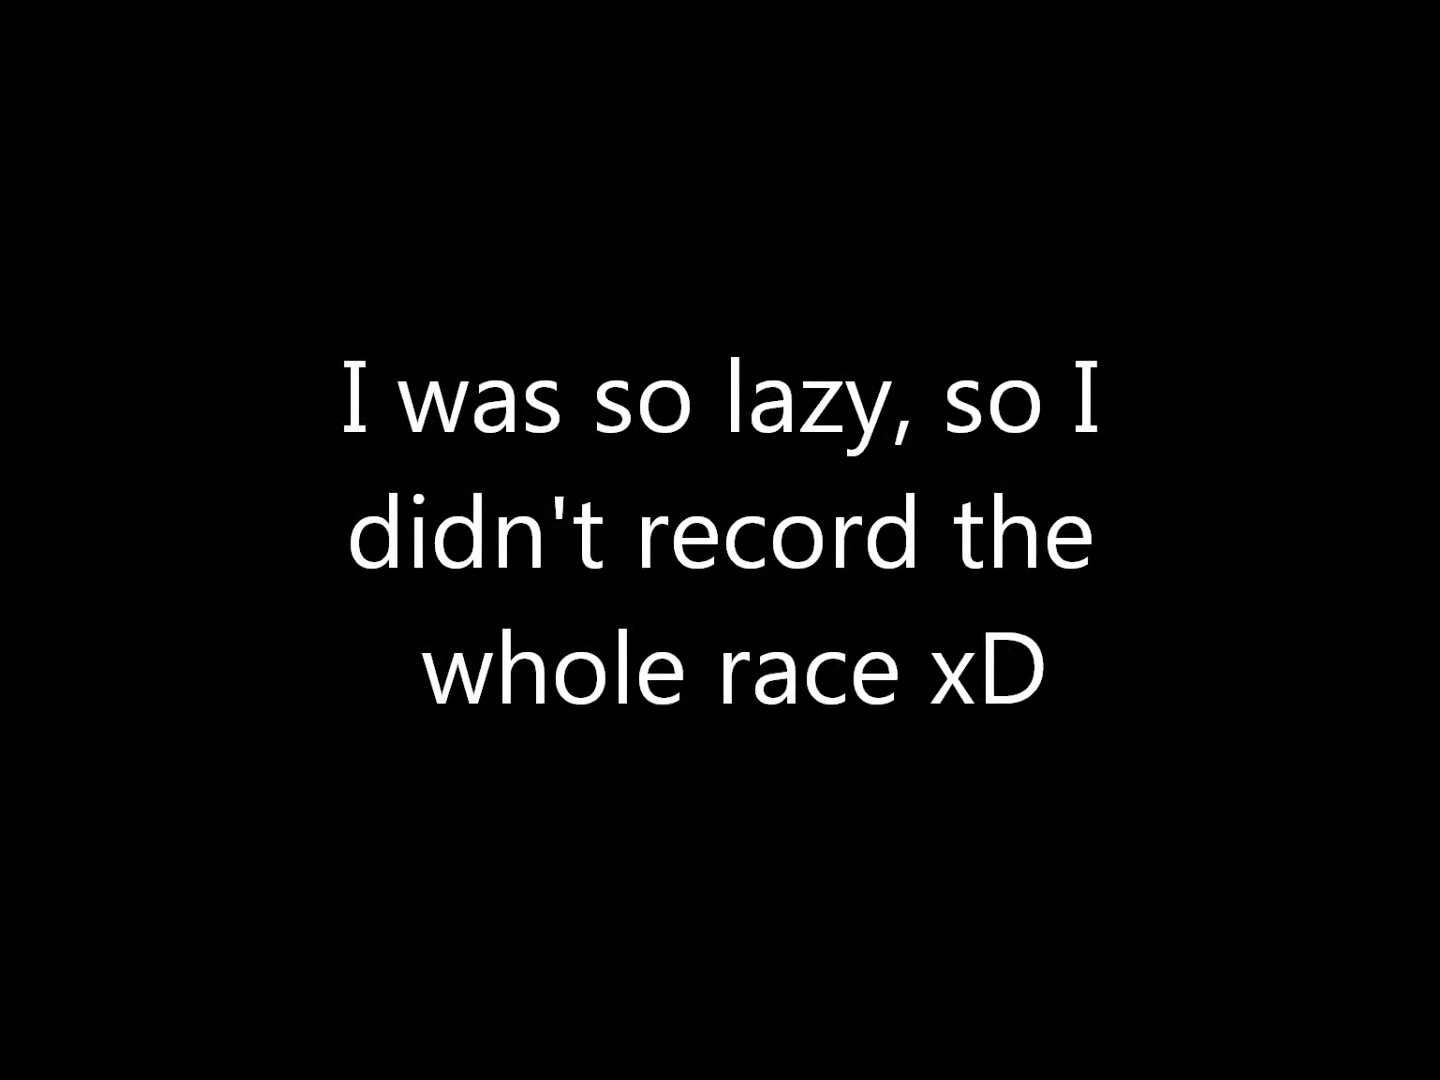 I was so lazy, so I
didn't record the
whole race xD